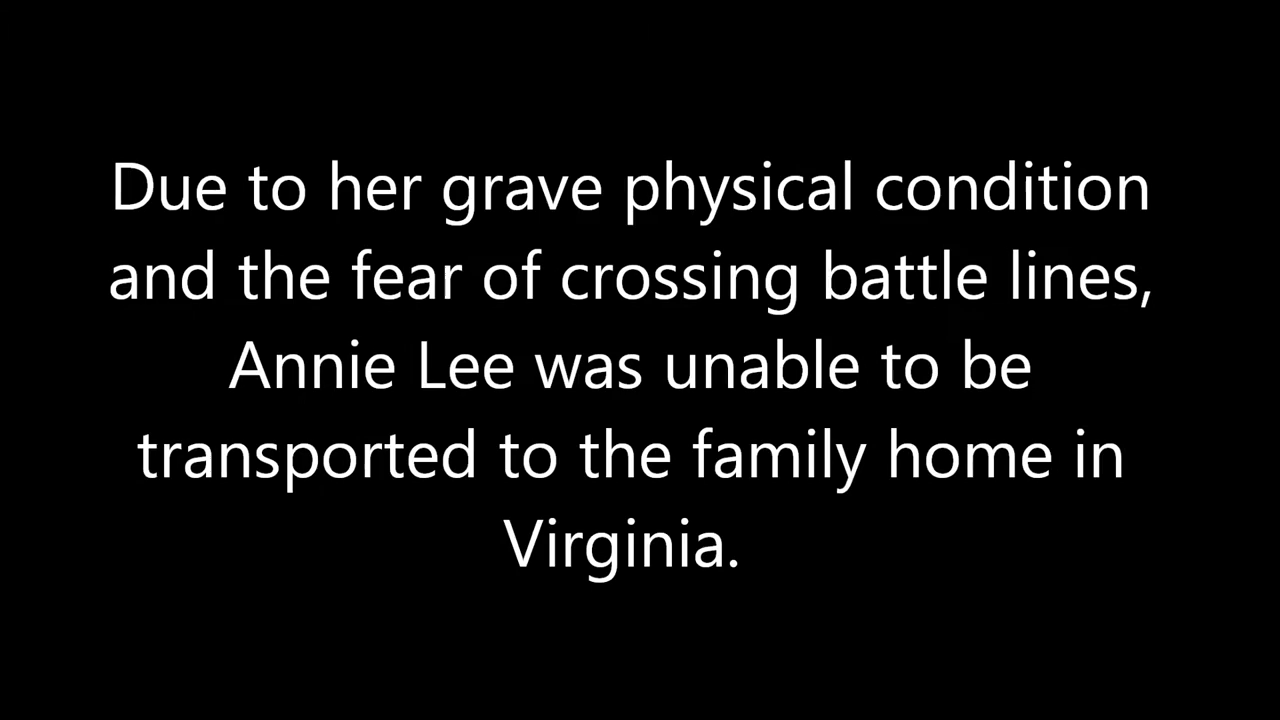 Due to her grave physical condition
and the fear of crossing battle lines,
Annie Lee was unable to be
transported to the family home in
Virginia.